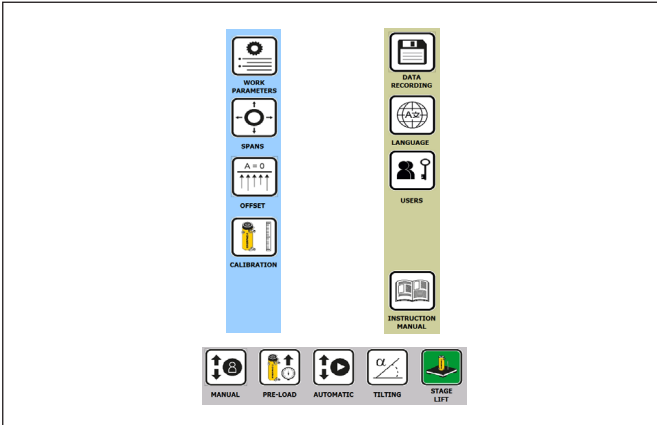 WORK
PARAMETERS
SPANS
A = 0
OFFSET
CALIBRATION
DATA
RECORDING
LANGUAGE
USERS
INSTRUCTION
MANUAL
α
MANUAL
PRE-LOAD
AUTOMATIC
TILTING
STAGE
LIFT